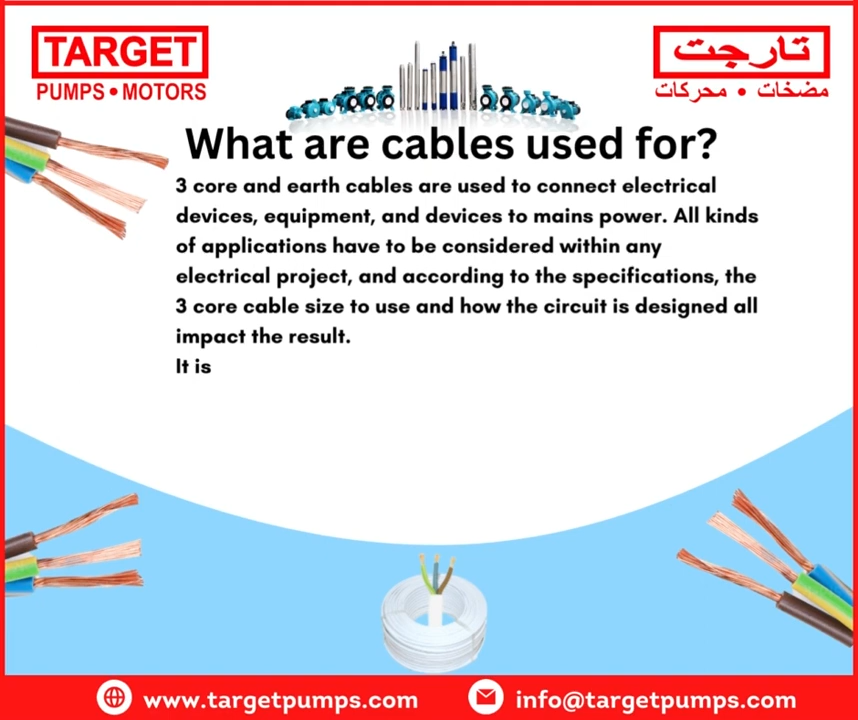 TARGET
PUMPS • MOTORS
تارجت
مضخات • محركات
What are cables used for?
3 core and earth cables are used to connect electrical
devices, equipment, and devices to mains power. All kinds
of applications have to be considered within any
electrical project, and according to the specifications, the
3 core cable size to use and how the circuit is designed all
impact the result.
It is
www.targetpumps.com
info@targetpumps.com